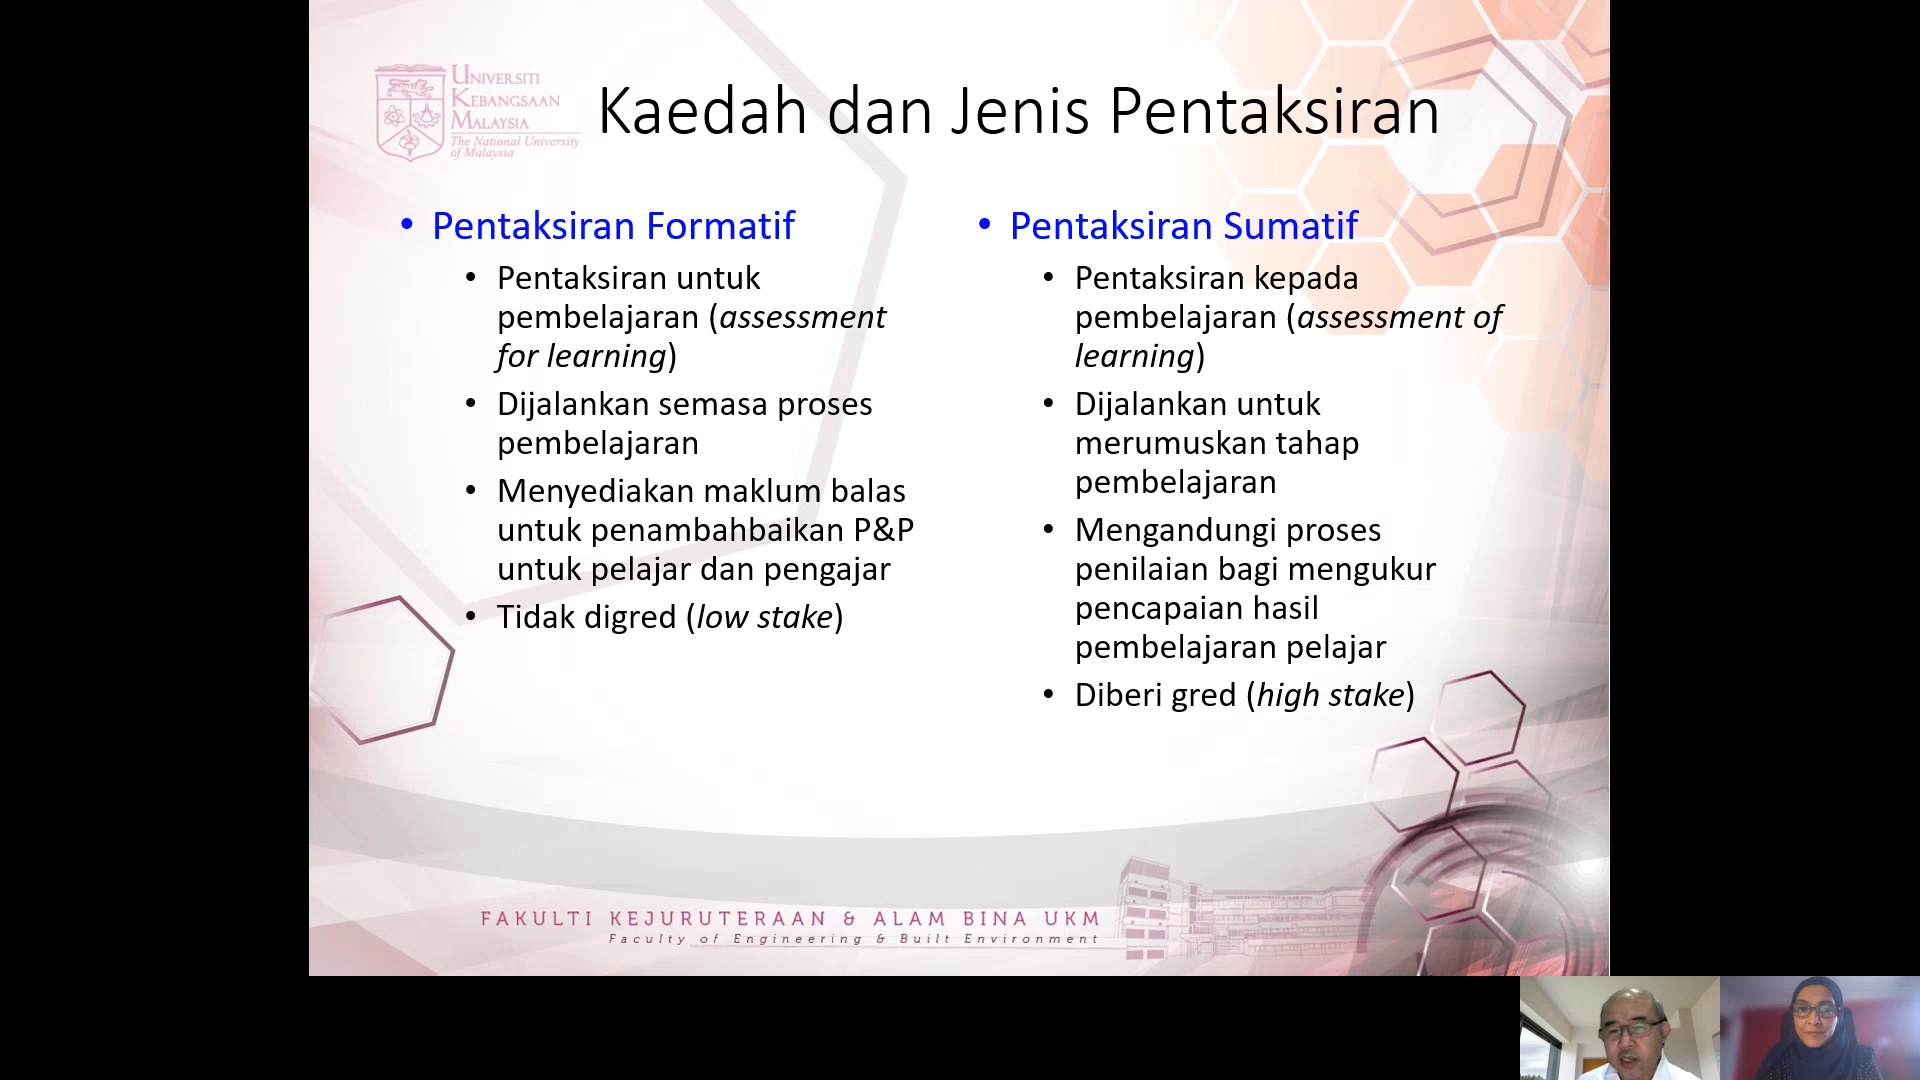 UNIVERSITI
KEBANGSAAN
MALAYSIA
The National University
of Malaysia
Kaedah dan Jenis Pentaksiran
• Pentaksiran Formatif
• Pentaksiran untuk
pembelajaran (assessment
for learning)
• Dijalankan semasa proses
pembelajaran
• Menyediakan maklum balas
untuk penambahbaikan P&P
untuk pelajar dan pengajar
• Tidak digred (low stake)
• Pentaksiran Sumatif
• Pentaksiran kepada
pembelajaran (assessment of
learning)
• Dijalankan untuk
merumuskan tahap
pembelajaran
• Mengandungi proses
penilaian bagi mengukur
pencapaian hasil
pembelajaran pelajar
• Diberi gred (high stake)
FAKULTI KEJURUTERAAN & ALAM BINA UKM
Faculty of Engineering & Built Environment